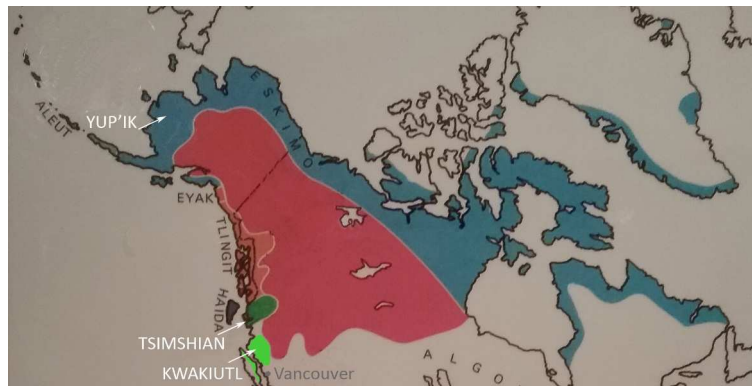 ESKIMO
ALEUT
YUP'IK
EYAK
TLINGIT
HAIDA
TSIMSHIAN
KWAKIUTL
Vancouver
ALGO